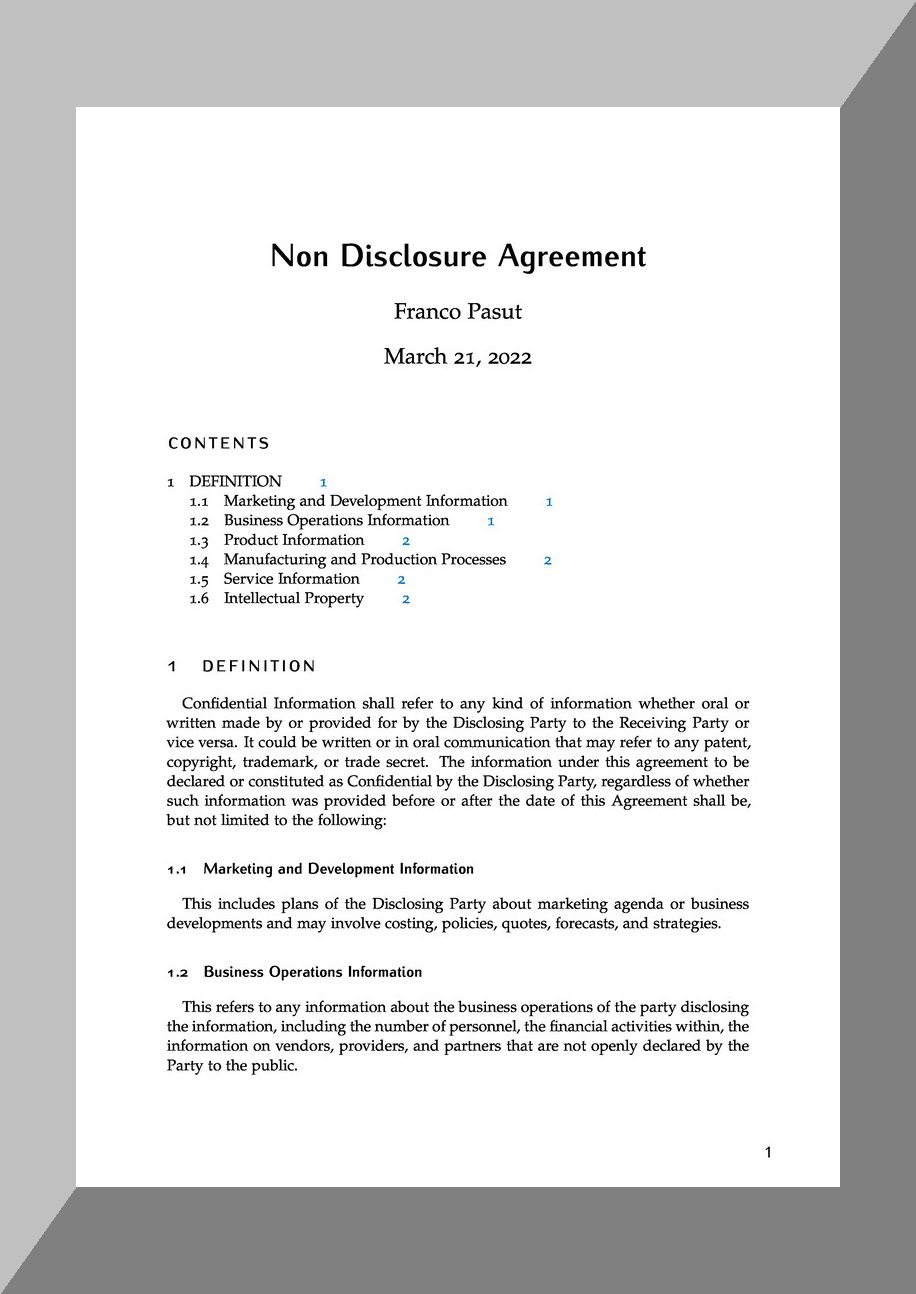 Non Disclosure Agreement
Franco Pasut
March 21, 2022
CONTENTS
1 DEFINITION 1
1.1 Marketing and Development Information 1
1.2 Business Operations Information 1
1.3 Product Information 2
1.4 Manufacturing and Production Processes 2
1.5 Service Information 2
1.6 Intellectual Property 2
1 DEFINITION
Confidential Information shall refer to any kind of information whether oral or
written made by or provided for by the Disclosing Party to the Receiving Party or
vice versa. It could be written or in oral communication that may refer to any patent,
copyright, trademark, or trade secret. The information under this agreement to be
declared or constituted as Confidential by the Disclosing Party, regardless of whether
such information was provided before or after the date of this Agreement shall be,
but not limited to the following:
1.1 Marketing and Development Information
This includes plans of the Disclosing Party about marketing agenda or business
developments and may involve costing, policies, quotes, forecasts, and strategies.
1.2 Business Operations Information
This refers to any information about the business operations of the party disclosing
the information, including the number of personnel, the financial activities within, the
information on vendors, providers, and partners that are not openly declared by the
Party to the public.
1